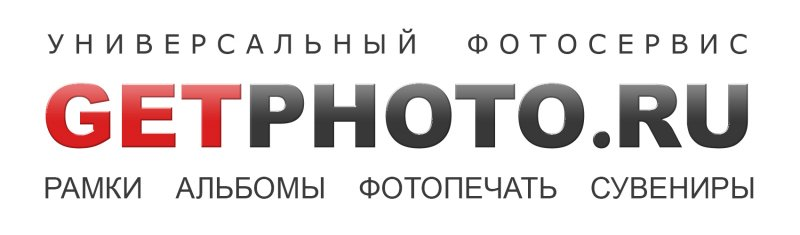 УНИВЕРСАЛЬНЫЙ ФОТОСЕРВИС
GETPHOTO.RU
РАМКИ АЛЬБОМЫ ФОТОПЕЧАТЬ СУВЕНИРЫ